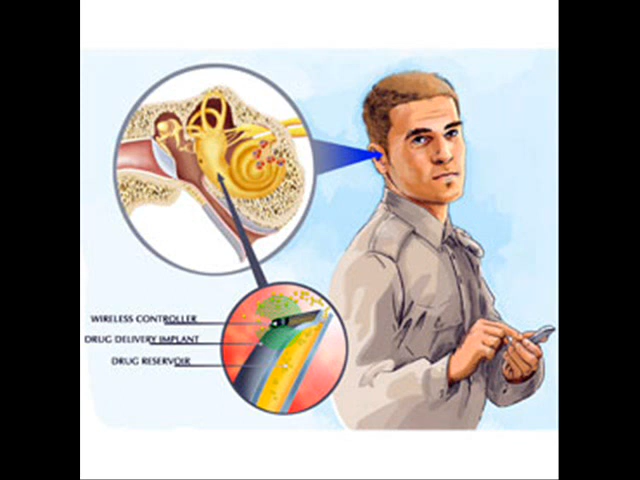 WIRELESS CONTROLLER
DRUG DELIVERY IMPLANT
DRUG RESERVOIR